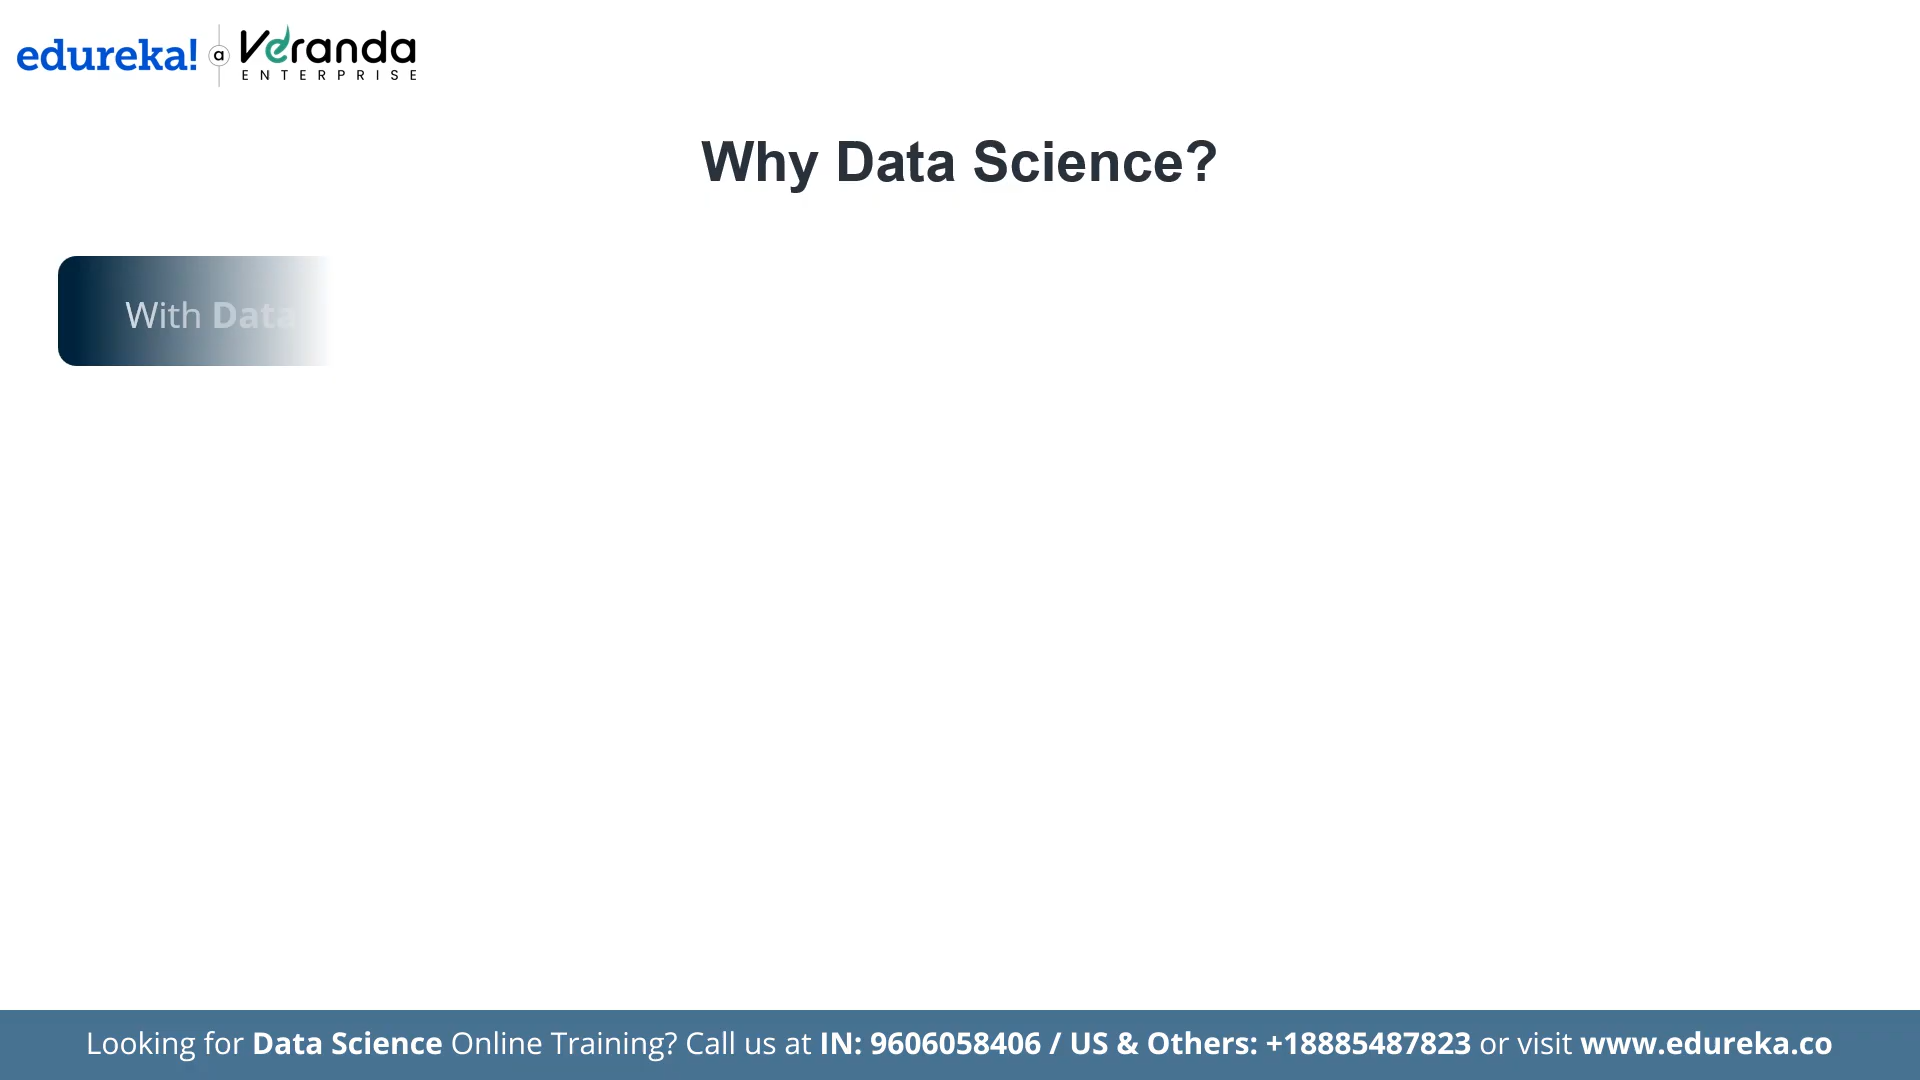 edureka! a Veranda
ENTERPRISE
Why Data Science?
With Data
Looking for Data Science Online Training? Call us at IN: 9606058406 / US & Others: +18885487823 or visit www.edureka.co